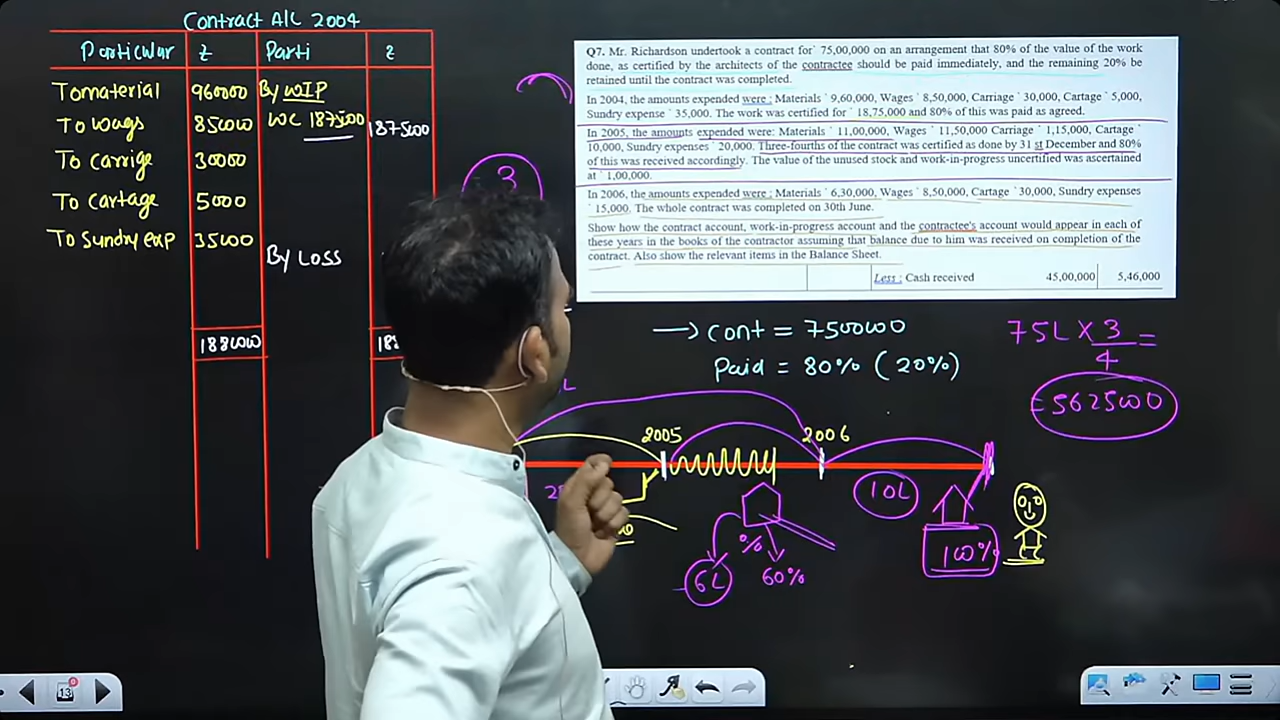 Contract A/C 2004
Particular ₹ Parti ₹
To material 960000 By WIP
To wags 850000 WC 187500 1875000
To carrige 30000
To cartage 5000
To Sundry exp 35000
By Loss
1880000 188
3
Q7. Mr. Richardson undertook a contract for` 75,00,000 on an arrangement that 80% of the value of the work
done, as certified by the architects of the contractee should be paid immediately, and the remaining 20% be
retained until the contract was completed.
In 2004, the amounts expended were : Materials ` 9,60,000, Wages ` 8,50,000, Carriage ` 30,000, Cartage ` 5,000,
Sundry expense ` 35,000. The work was certified for ` 18,75,000 and 80% of this was paid as agreed.
In 2005, the amounts expended were: Materials ` 11,00,000, Wages ` 11,50,000 Carriage ` 1,15,000, Cartage `
10,000, Sundry expenses ` 20,000. Three-fourths of the contract was certified as done by 31 st December and 80%
of this was received accordingly. The value of the unused stock and work-in-progress uncertified was ascertained
at ` 1,00,000.
In 2006, the amounts expended were : Materials ` 6,30,000, Wages ` 8,50,000, Cartage ` 30,000, Sundry expenses
` 15,000. The whole contract was completed on 30th June.
Show how the contract account, work-in-progress account and the contractee's account would appear in each of
these years in the books of the contractor assuming that balance due to him was received on completion of the
contract. Also show the relevant items in the Balance Sheet.
Less : Cash received 45,00,000 5,46,000
→ cont = 7500000
Paid = 80% (20%)
75L × 3/4 =
= 5625000
L
2005 2006
10L
% 
6L 60%
100%
13